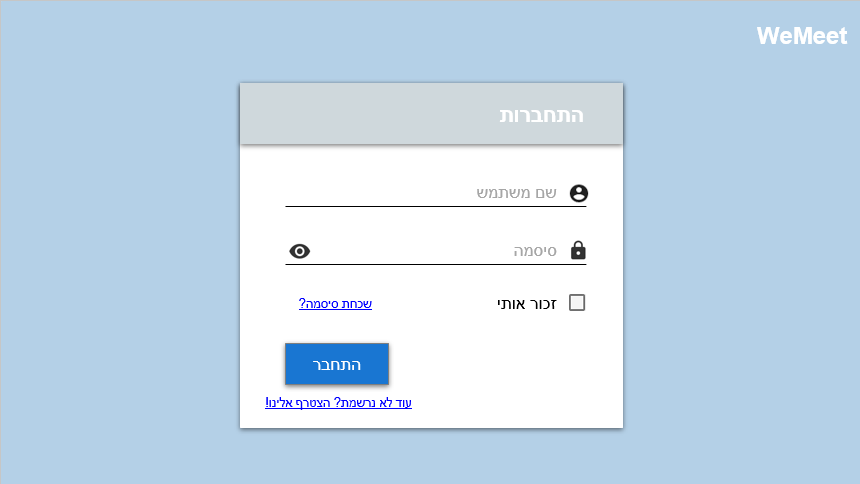 WeMeet
התחברות
שם משתמש
סיסמה
זכור אותי
שכחת סיסמה?
התחבר
עוד לא נרשמת? הצטרף אלינו!